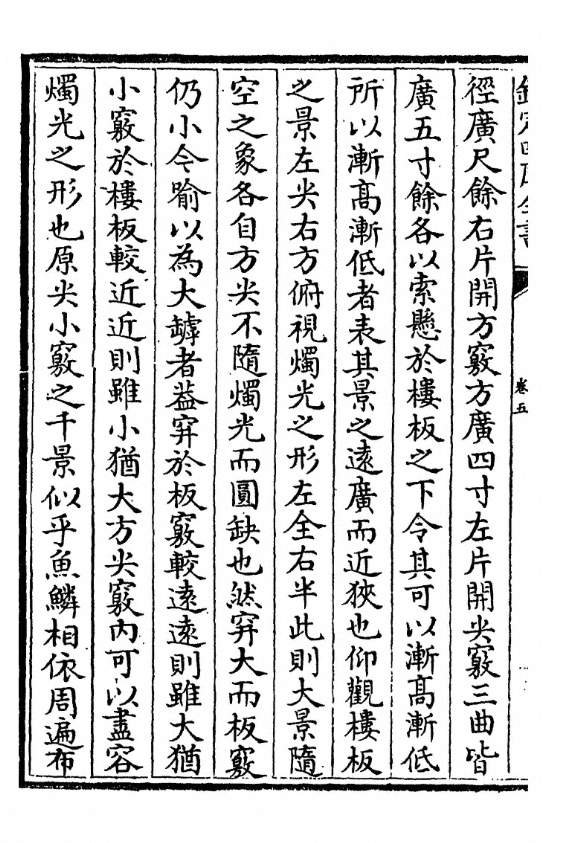 欽定四庫全書
卷五
徑廣尺餘右片開方竅方廣四寸左片開尖竅三曲皆
廣五寸餘各以索懸於樓板之下令其可以漸高漸低
所以漸高漸低者表其景之遠廣而近狹也仰觀樓板
之景左尖右方俯視燭光之形左全右半此則大景隨
空之象各自方尖不隨燭光而圓缺也然穽大而板竅
仍小今喻以為大罅者葢穽於板竅較遠遠則雖大猶
小竅於樓板較近近則雖小猶大方尖竅内可以盡容
燭光之形也原尖小竅之千景似乎魚鱗相依周遍布